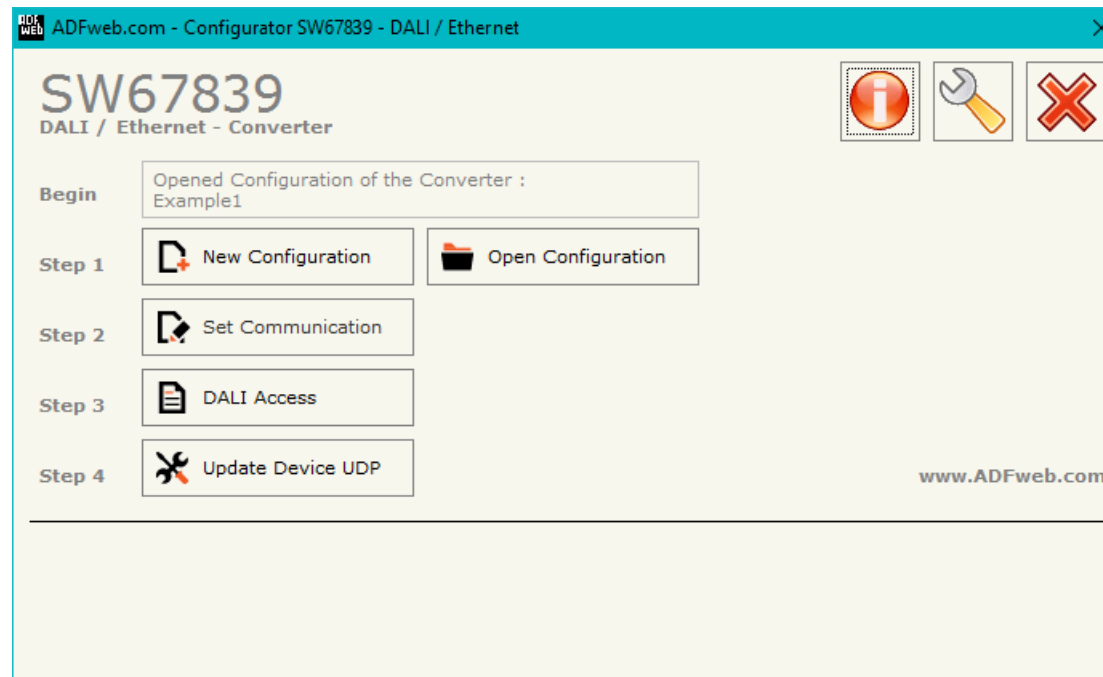 ADF WEB ADFweb.com - Configurator SW67839 - DALI / Ethernet
SW67839
DALI / Ethernet - Converter
Begin
Opened Configuration of the Converter :
Example1
Step 1
New Configuration
Open Configuration
Step 2
Set Communication
Step 3
DALI Access
Step 4
Update Device UDP
www.ADFweb.com